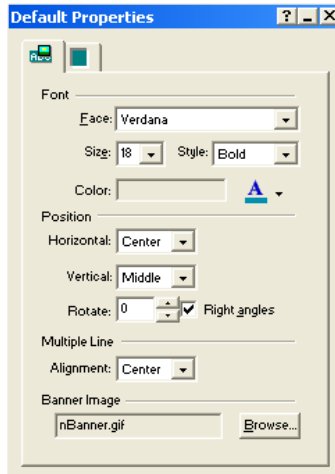 Default Properties
Font
Face: Verdana
Size: 18 Style: Bold
Color: A
Position
Horizontal: Center
Vertical: Middle
Rotate: 0 Right angles
Multiple Line
Alignment: Center
Banner Image
nBanner.gif Browse...